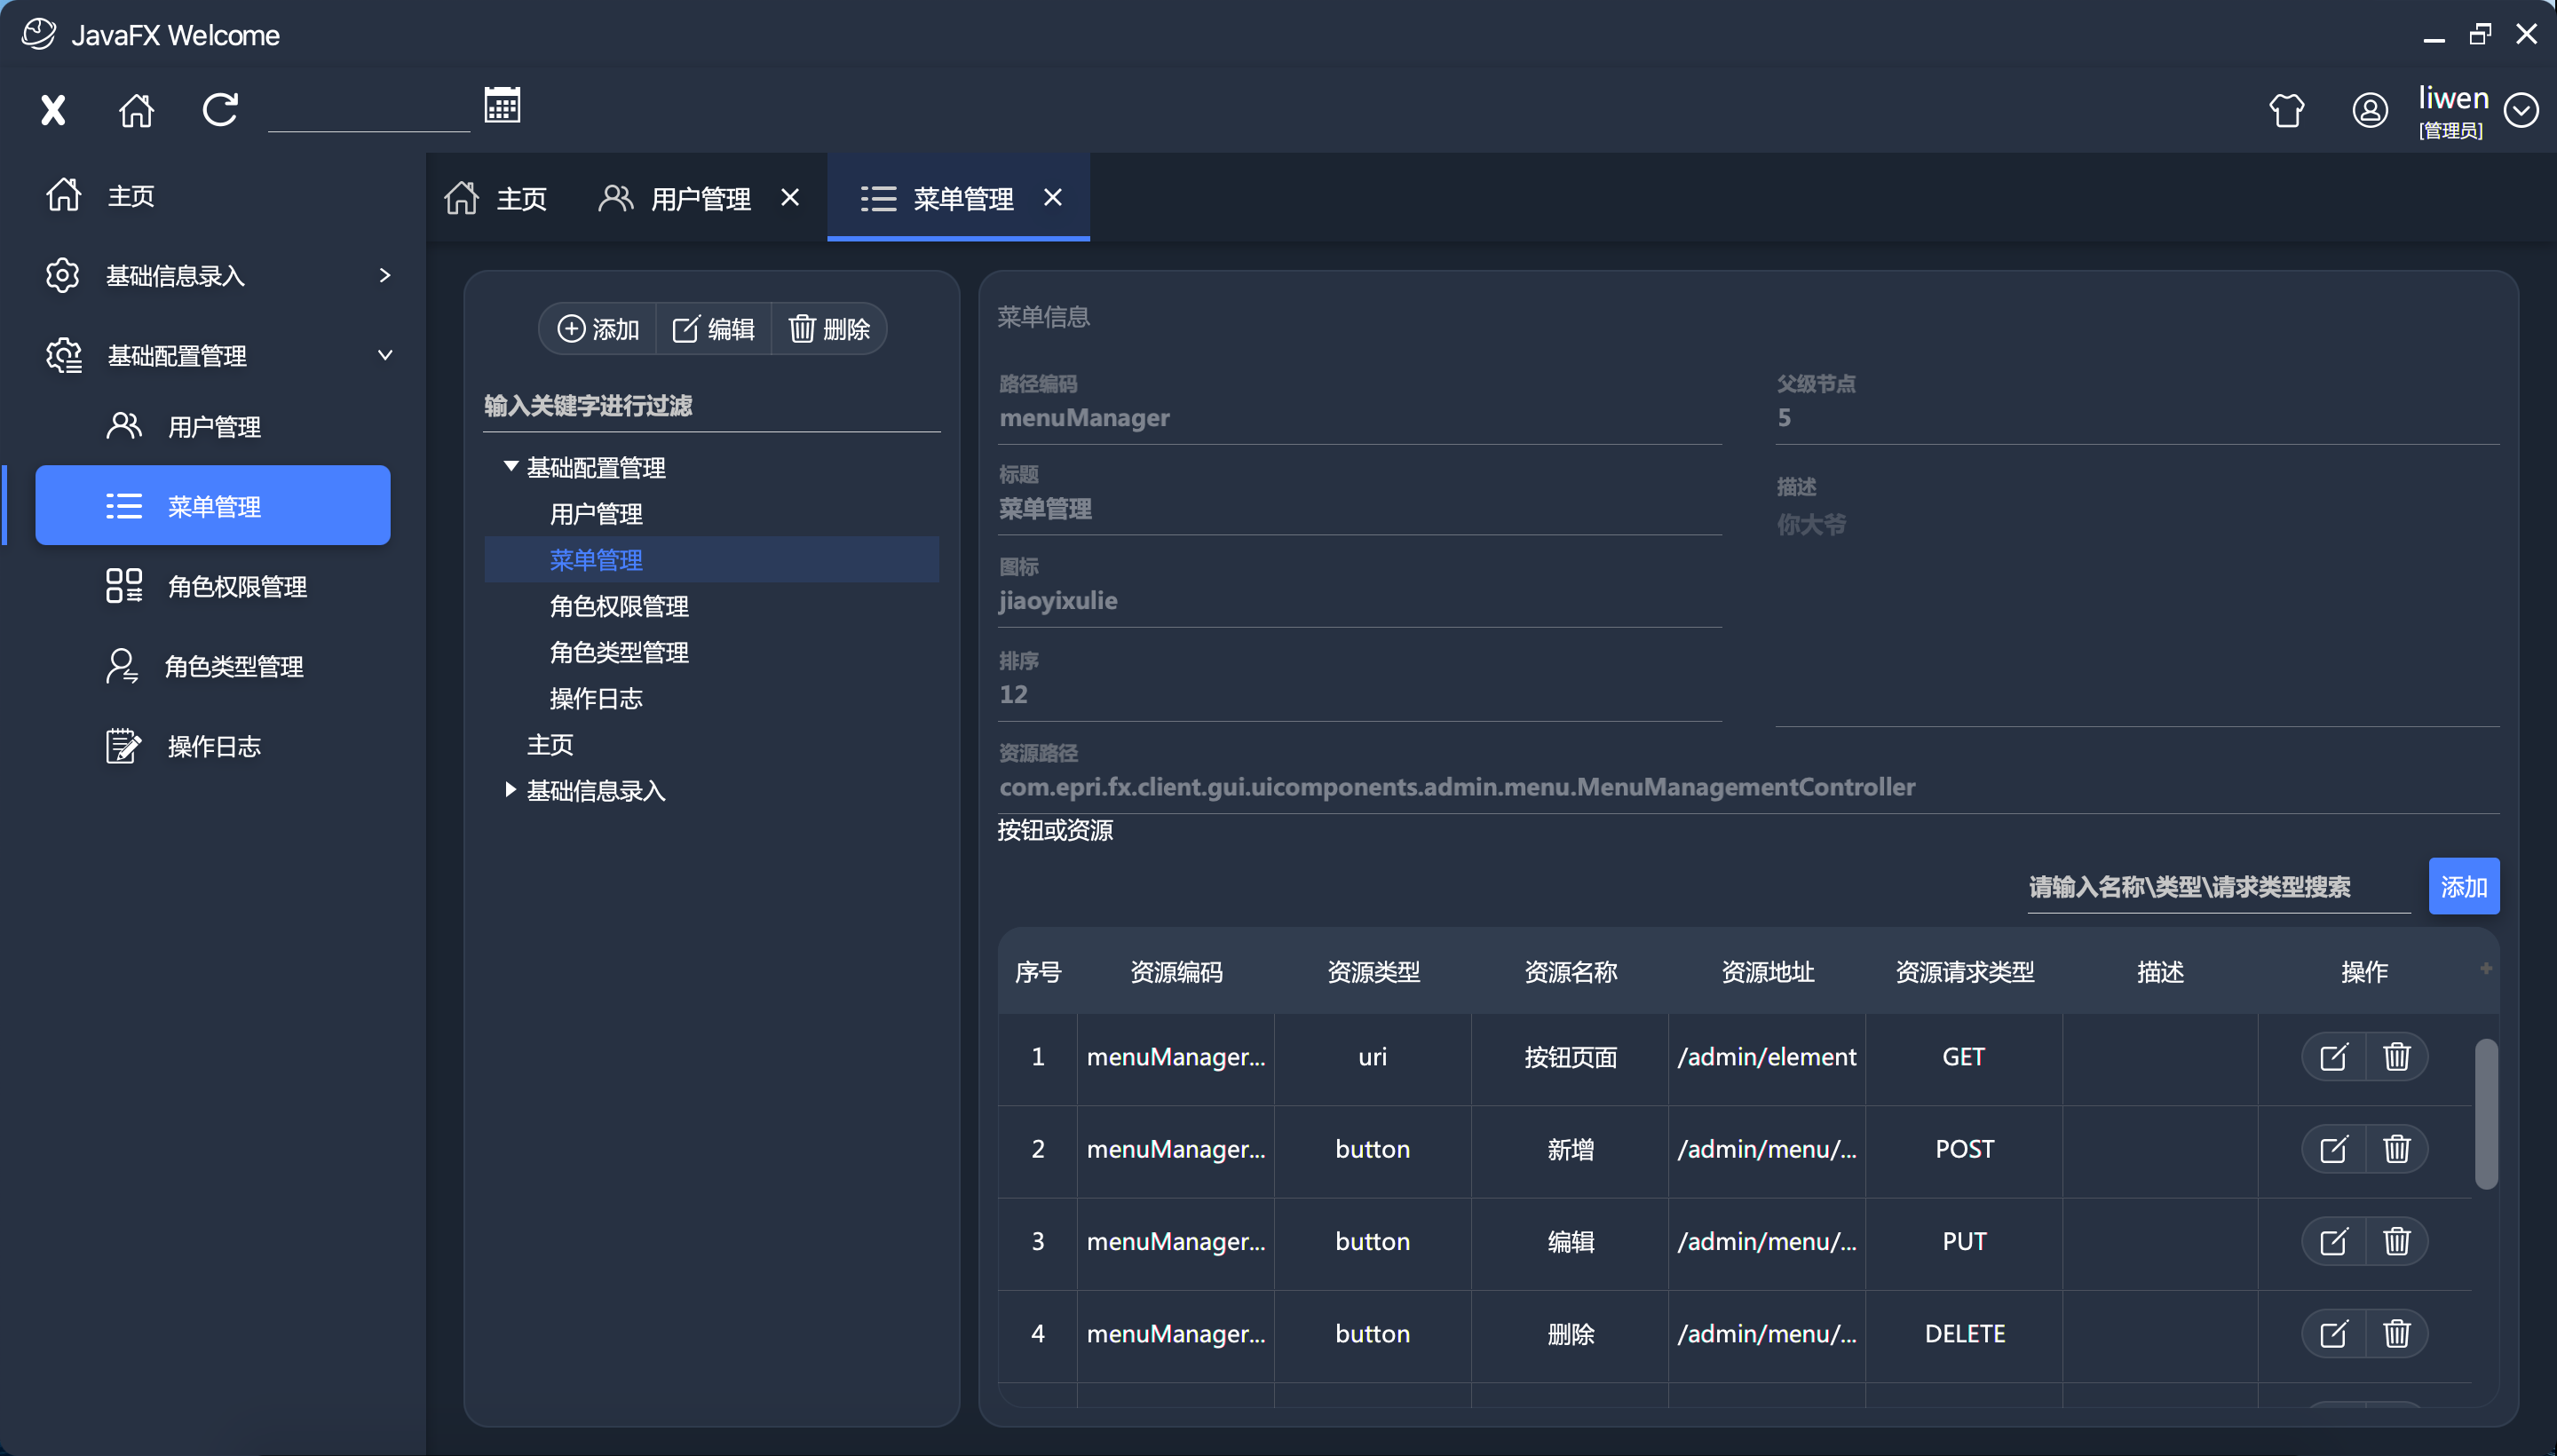 JavaFX Welcome
liwen
[管理员]
主页
基础信息录入
基础配置管理
用户管理
菜单管理
角色权限管理
角色类型管理
操作日志
主页 用户管理 菜单管理
添加 编辑 删除
输入关键字进行过滤
基础配置管理
用户管理
菜单管理
角色权限管理
角色类型管理
操作日志
主页
基础信息录入
菜单信息
路径编码
menuManager
父级节点
5
标题
菜单管理
描述
你大爷
图标
jiaoyixulie
排序
12
资源路径
com.epri.fx.client.gui.uicomponents.admin.menu.MenuManagementController
按钮或资源
请输入名称\类型\请求类型搜索 添加
序号 资源编码 资源类型 资源名称 资源地址 资源请求类型 描述 操作
1 menuManager... uri 按钮页面 /admin/element GET
2 menuManager... button 新增 /admin/menu/... POST
3 menuManager... button 编辑 /admin/menu/... PUT
4 menuManager... button 删除 /admin/menu/... DELETE